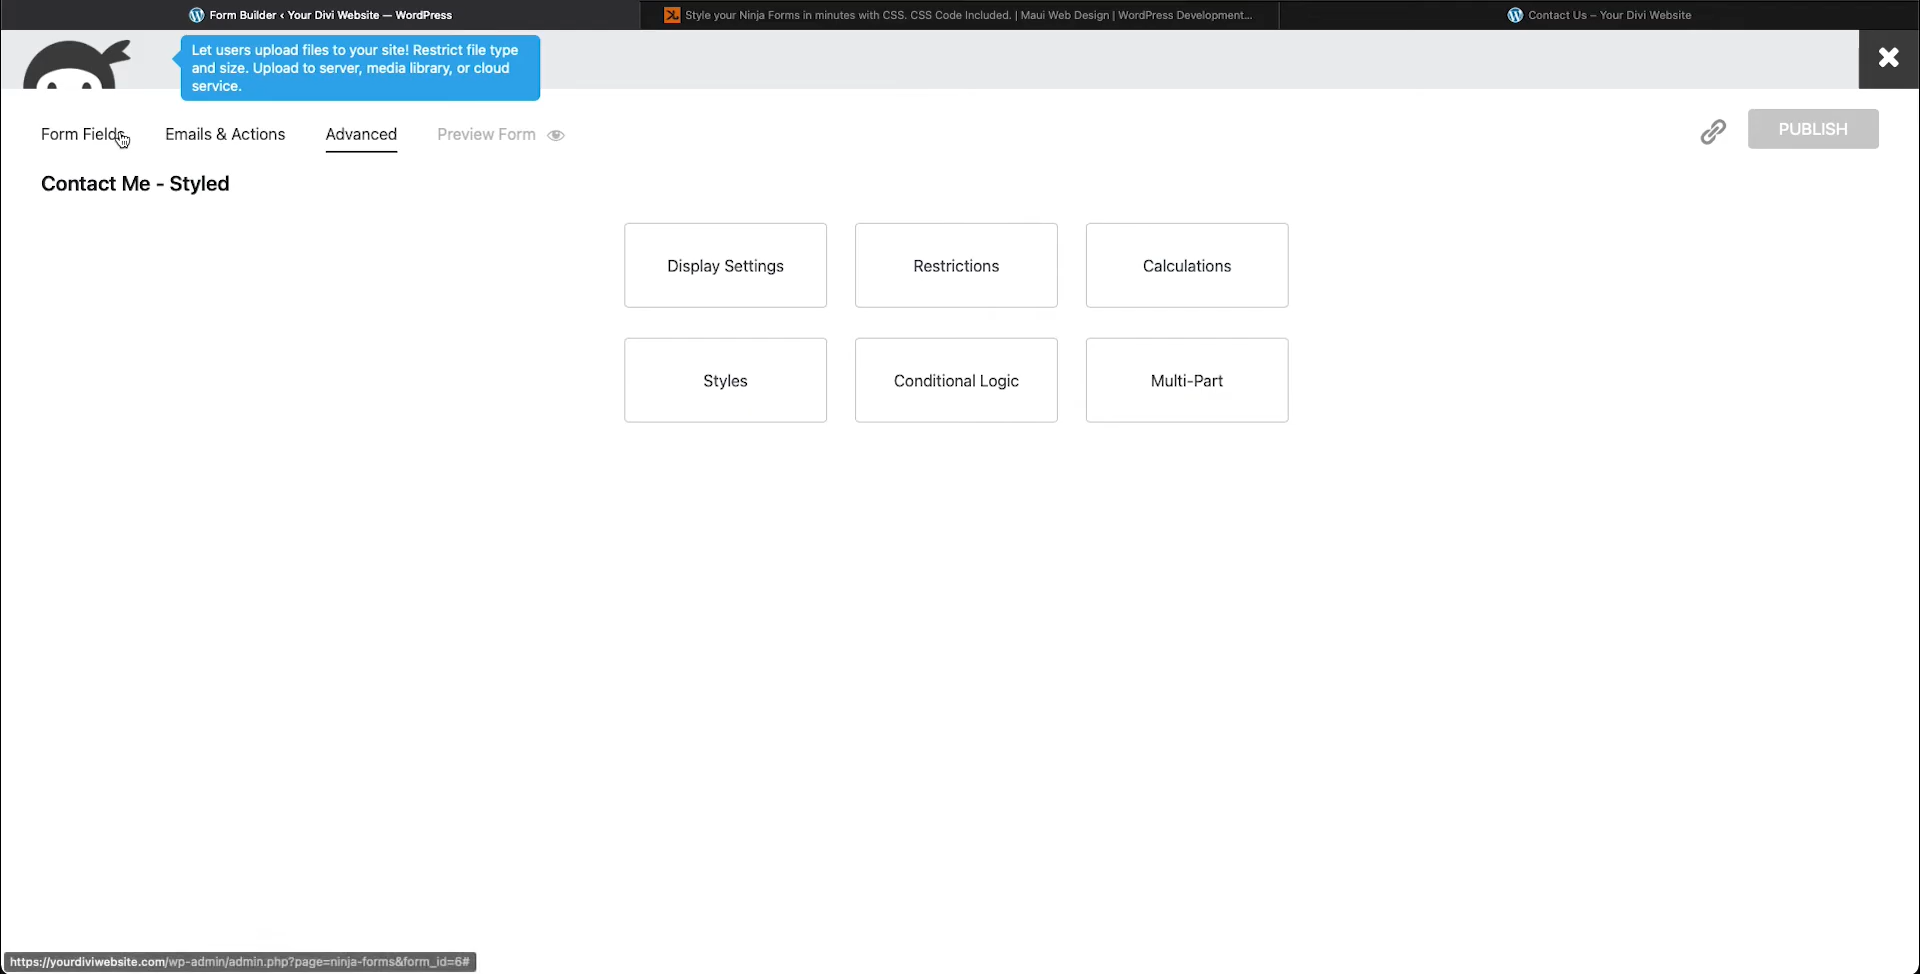 Form Builder ‹ Your Divi Website — WordPress
Style your Ninja Forms in minutes with CSS. CSS Code Included. | Maui Web Design | WordPress Development...
Contact Us – Your Divi Website
Let users upload files to your site! Restrict file type
and size. Upload to server, media library, or cloud
service.
Form Fields
Emails & Actions
Advanced
Preview Form
PUBLISH
Contact Me - Styled
Display Settings
Restrictions
Calculations
Styles
Conditional Logic
Multi-Part
https://yourdiviwebsite.com/wp-admin/admin.php?page=ninja-forms&form_id=6#